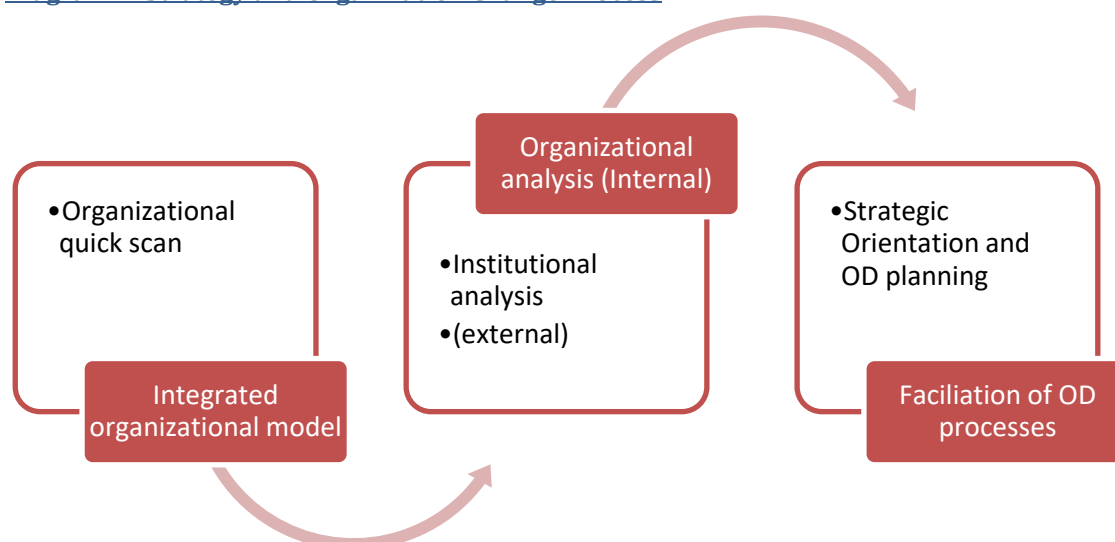 •Organizational
quick scan
Integrated
organizational model
Organizational
analysis (Internal)
•Institutional
analysis
•(external)
•Strategic
Orientation and
OD planning
Faciliation of OD
processes